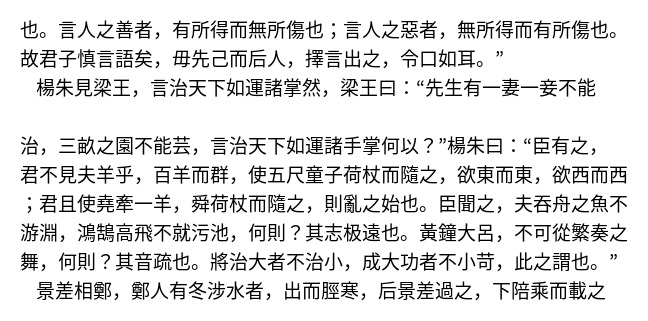 也。言人之善者，有所得而無所傷也；言人之惡者，無所得而有所傷也。
故君子慎言語矣，毋先己而后人，擇言出之，令口如耳。”
楊朱見梁王，言治天下如運諸掌然，梁王曰：“先生有一妻一妾不能
治，三畝之園不能芸，言治天下如運諸手掌何以？”楊朱曰：“臣有之，
君不見夫羊乎，百羊而群，使五尺童子荷杖而隨之，欲東而東，欲西而西
；君且使堯牽一羊，舜荷杖而隨之，則亂之始也。臣聞之，夫吞舟之魚不
游淵，鴻鵠高飛不就污池，何則？其志极遠也。黃鐘大呂，不可從繁奏之
舞，何則？其音疏也。將治大者不治小，成大功者不小苛，此之謂也。”
景差相鄭，鄭人有冬涉水者，出而脛寒，后景差過之，下陪乘而載之